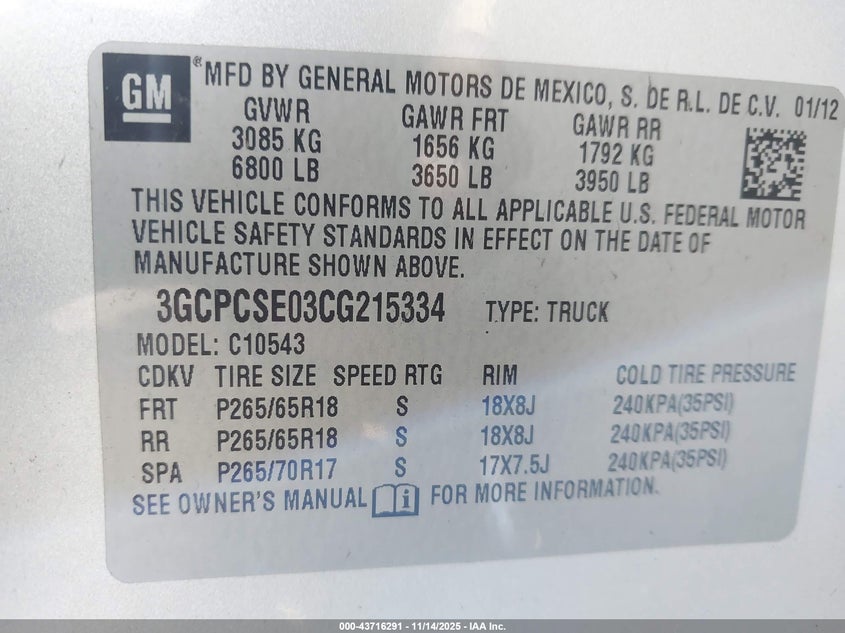 GM ® MFD BY GENERAL MOTORS DE MEXICO, S. DE R.L. DE C.V. 01/12
GVWR GAWR FRT GAWR RR
3085 KG 1656 KG 1792 KG
6800 LB 3650 LB 3950 LB
THIS VEHICLE CONFORMS TO ALL APPLICABLE U.S. FEDERAL MOTOR
VEHICLE SAFETY STANDARDS IN EFFECT ON THE DATE OF
MANUFACTURE SHOWN ABOVE.
3GCPCSE03CG215334 TYPE: TRUCK
MODEL: C10543
CDKV TIRE SIZE SPEED RTG RIM COLD TIRE PRESSURE
FRT P265/65R18 S 18X8J 240KPA(35PSI)
RR P265/65R18 S 18X8J 240KPA(35PSI)
SPA P265/70R17 S 17X7.5J 240KPA(35PSI)
SEE OWNER'S MANUAL i FOR MORE INFORMATION.
000-43716291 - 11/14/2025 - IAA Inc.